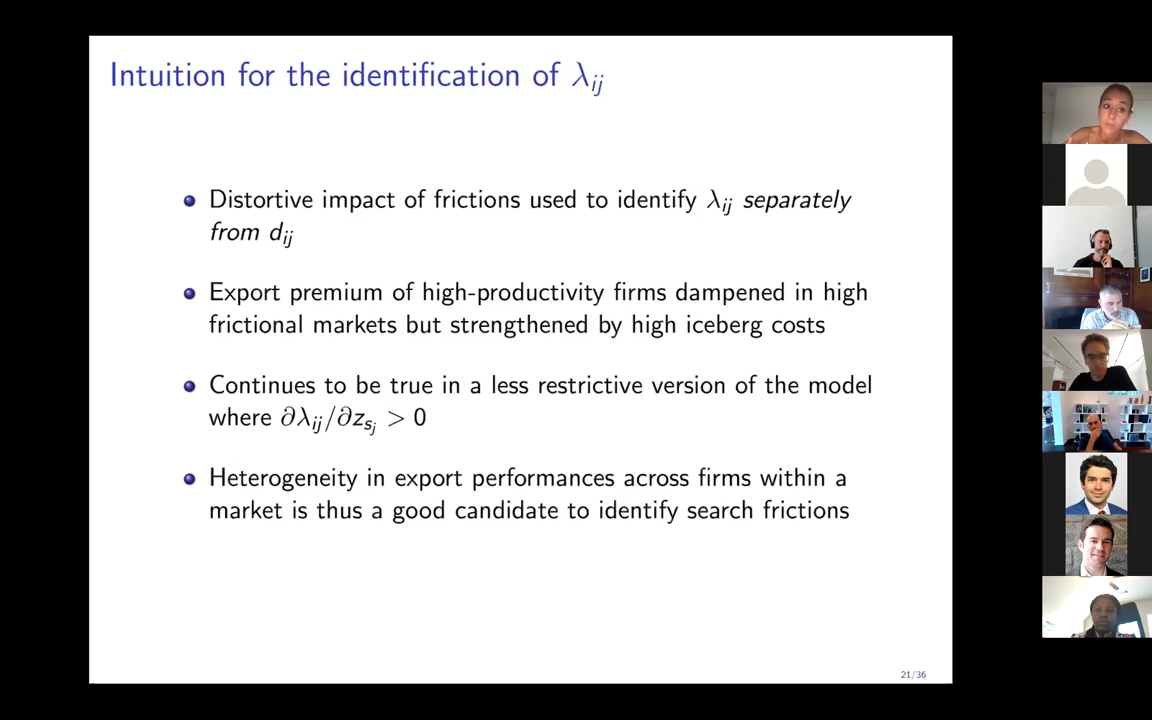 Intuition for the identification of λij
Distortive impact of frictions used to identify λij separately
from dij
Export premium of high-productivity firms dampened in high
frictional markets but strengthened by high iceberg costs
Continues to be true in a less restrictive version of the model
where ∂λij/∂zsj > 0
Heterogeneity in export performances across firms within a
market is thus a good candidate to identify search frictions
21/36